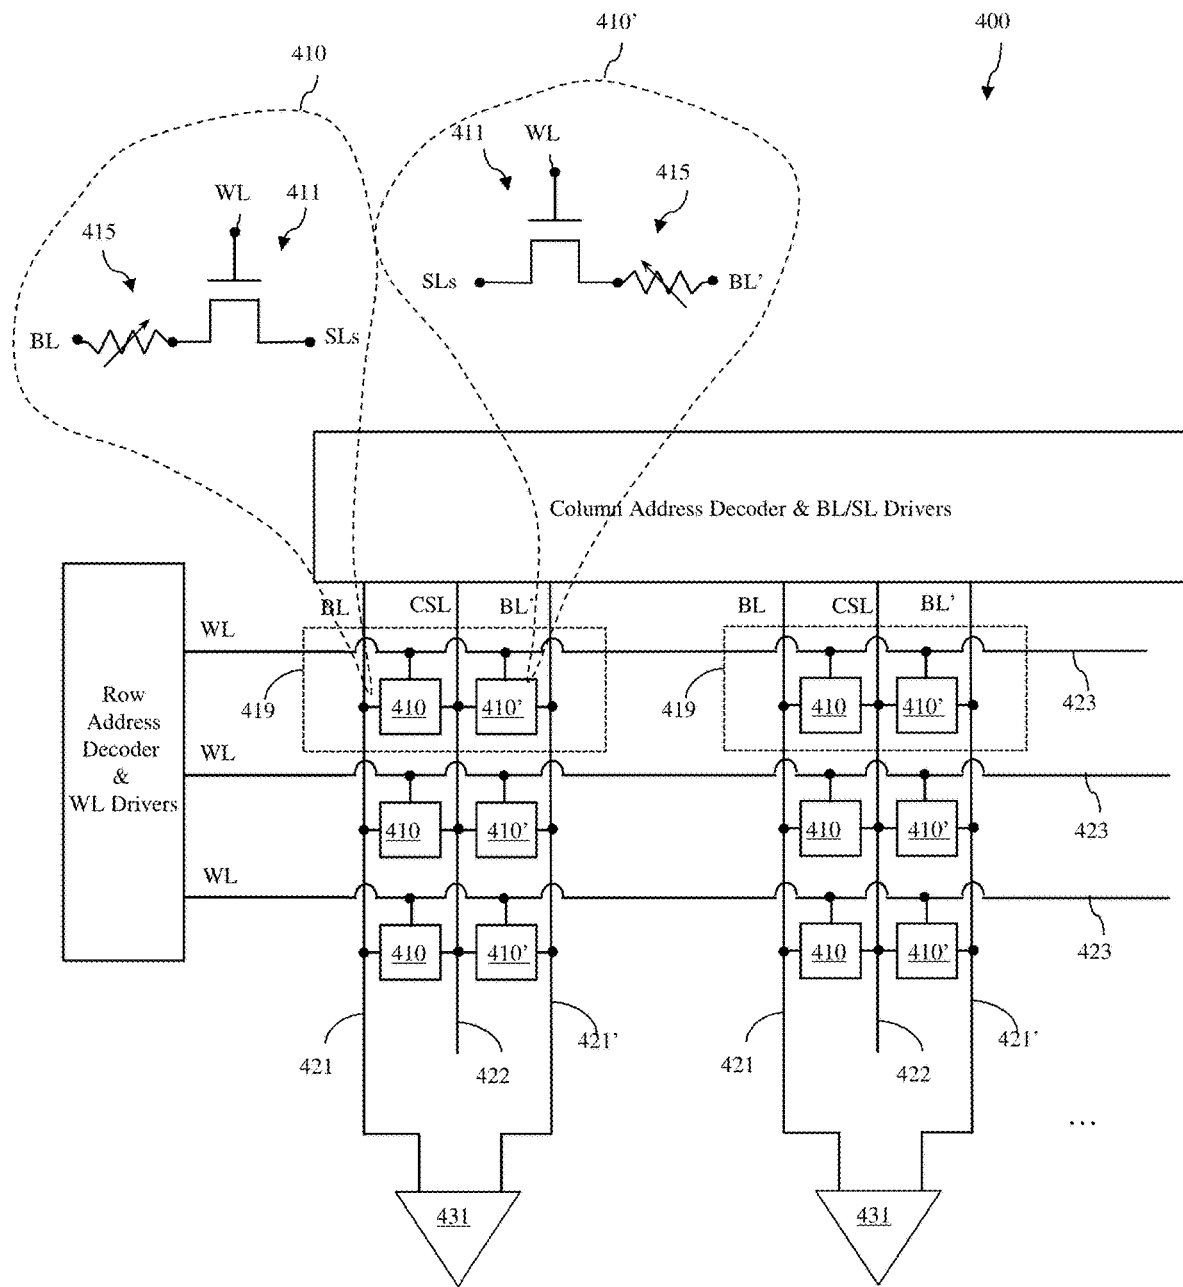 410
410’
400
411
WL
415
WL
411
415
SLs
BL’
BL
SLs
Column Address Decoder & BL/SL Drivers
BL
CSL
BL’
BL
CSL
BL’
WL
Row
Address
Decoder
&
WL Drivers
419
410
410’
419
410
410’
423
WL
410
410’
410
410’
423
WL
410
410’
410
410’
423
421
422
421’
421
422
421’
...
431
431